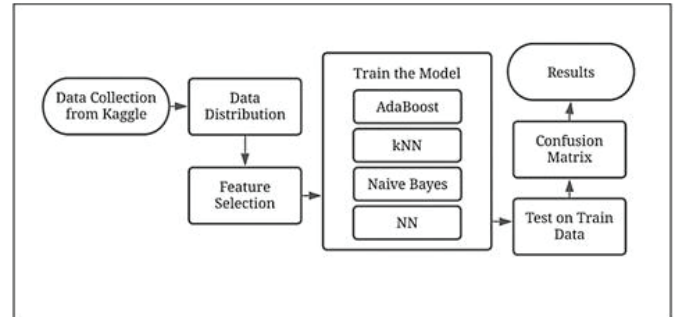 Data Collection
from Kaggle
Data
Distribution
Feature
Selection
Train the Model
AdaBoost
kNN
Naive Bayes
NN
Test on Train
Data
Confusion
Matrix
Results